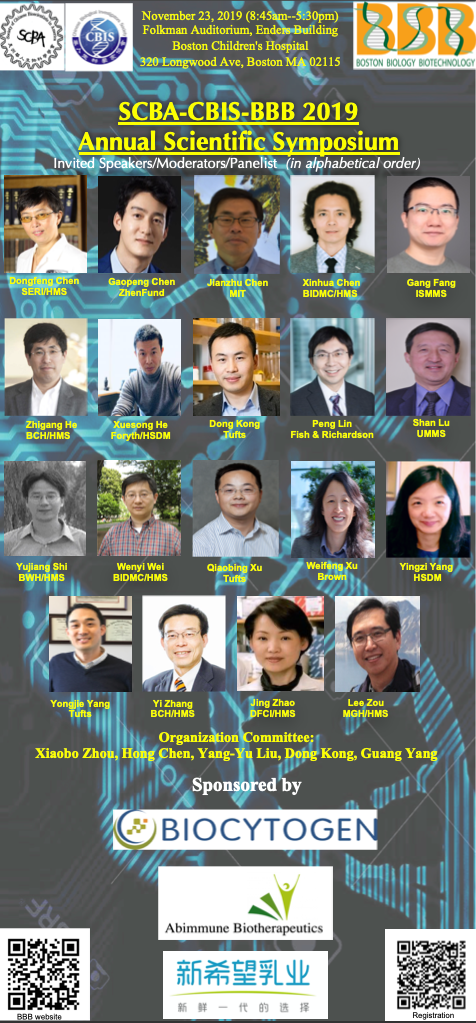 SCBA
CBIS
BBB
BOSTON BIOLOGY BIOTECHNOLOGY
November 23, 2019 (8:45am--5:30pm)
Folkman Auditorium, Enders Building
Boston Children's Hospital
320 Longwood Ave, Boston MA 02115
SCBA-CBIS-BBB 2019
Annual Scientific Symposium
Invited Speakers/Moderators/Panelist (in alphabetical order)
Dongfeng Chen
SERI/HMS
Gaopeng Chen
ZhenFund
Jianzhu Chen
MIT
Xinhua Chen
BIDMC/HMS
Gang Fang
ISMMS
Zhigang He
BCH/HMS
Xuesong He
Foryth/HSDM
Dong Kong
Tufts
Peng Lin
Fish & Richardson
Shan Lu
UMMS
Yujiang Shi
BWH/HMS
Wenyi Wei
BIDMC/HMS
Qiaobing Xu
Tufts
Weifeng Xu
Brown
Yingzi Yang
HSDM
Yongjie Yang
Tufts
Yi Zhang
BCH/HMS
Jing Zhao
DFCI/HMS
Lee Zou
MGH/HMS
Organization Committee:
Xiaobo Zhou, Hong Chen, Yang-Yu Liu, Dong Kong, Guang Yang
Sponsored by
BIOCYTOGEN
Abimmune Biotherapeutics
新希望乳业
新鲜一代的选择
BBB website
Registration